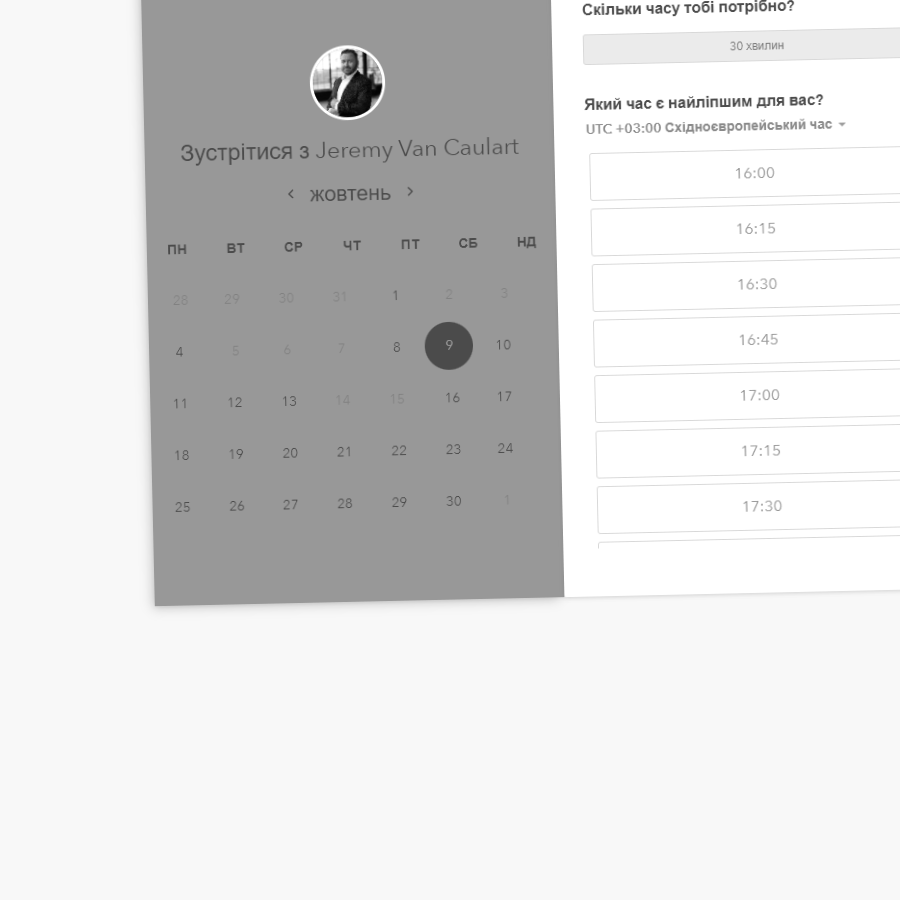 Зустрітися з Jeremy Van Caulart
жовтень
ПН ВТ СР ЧТ ПТ СБ НД
28 29 30 31 1 2 3
4 5 6 7 8 9 10
11 12 13 14 15 16 17
18 19 20 21 22 23 24
25 26 27 28 29 30 1
Скільки часу тобі потрібно?
30 хвилин
Який час є найліпшим для вас?
UTC +03:00 Східноєвропейський час
16:00
16:15
16:30
16:45
17:00
17:15
17:30